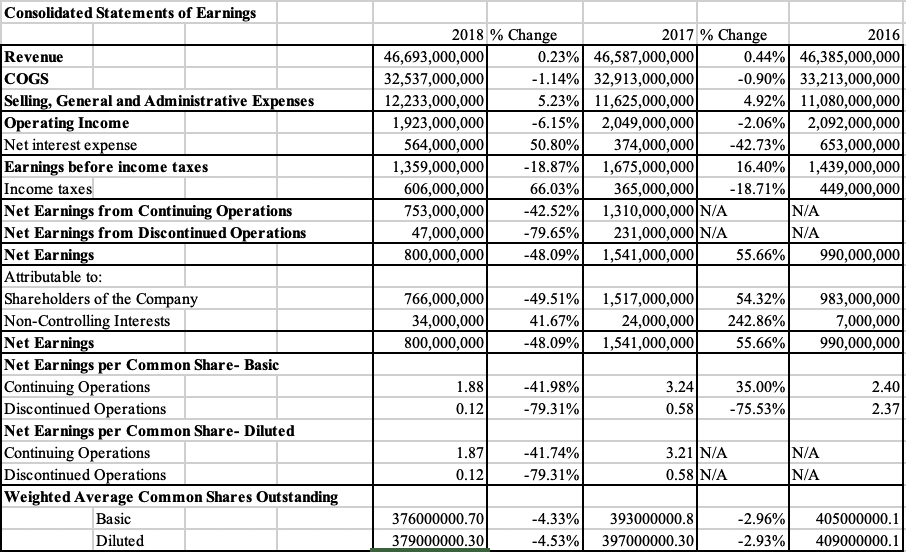 Consolidated Statements of Earnings
2018 % Change 2017 % Change 2016
Revenue 46,693,000,000 0.23% 46,587,000,000 0.44% 46,385,000,000
COGS 32,537,000,000 -1.14% 32,913,000,000 -0.90% 33,213,000,000
Selling, General and Administrative Expenses 12,233,000,000 5.23% 11,625,000,000 4.92% 11,080,000,000
Operating Income 1,923,000,000 -6.15% 2,049,000,000 -2.06% 2,092,000,000
Net interest expense 564,000,000 50.80% 374,000,000 -42.73% 653,000,000
Earnings before income taxes 1,359,000,000 -18.87% 1,675,000,000 16.40% 1,439,000,000
Income taxes 606,000,000 66.03% 365,000,000 -18.71% 449,000,000
Net Earnings from Continuing Operations 753,000,000 -42.52% 1,310,000,000 N/A N/A
Net Earnings from Discontinued Operations 47,000,000 -79.65% 231,000,000 N/A N/A
Net Earnings 800,000,000 -48.09% 1,541,000,000 55.66% 990,000,000
Attributable to:
Shareholders of the Company 766,000,000 -49.51% 1,517,000,000 54.32% 983,000,000
Non-Controlling Interests 34,000,000 41.67% 24,000,000 242.86% 7,000,000
Net Earnings 800,000,000 -48.09% 1,541,000,000 55.66% 990,000,000
Net Earnings per Common Share- Basic
Continuing Operations 1.88 -41.98% 3.24 35.00% 2.40
Discontinued Operations 0.12 -79.31% 0.58 -75.53% 2.37
Net Earnings per Common Share- Diluted
Continuing Operations 1.87 -41.74% 3.21 N/A N/A
Discontinued Operations 0.12 -79.31% 0.58 N/A N/A
Weighted Average Common Shares Outstanding
Basic 376000000.70 -4.33% 393000000.8 -2.96% 405000000.1
Diluted 379000000.30 -4.53% 397000000.30 -2.93% 409000000.1